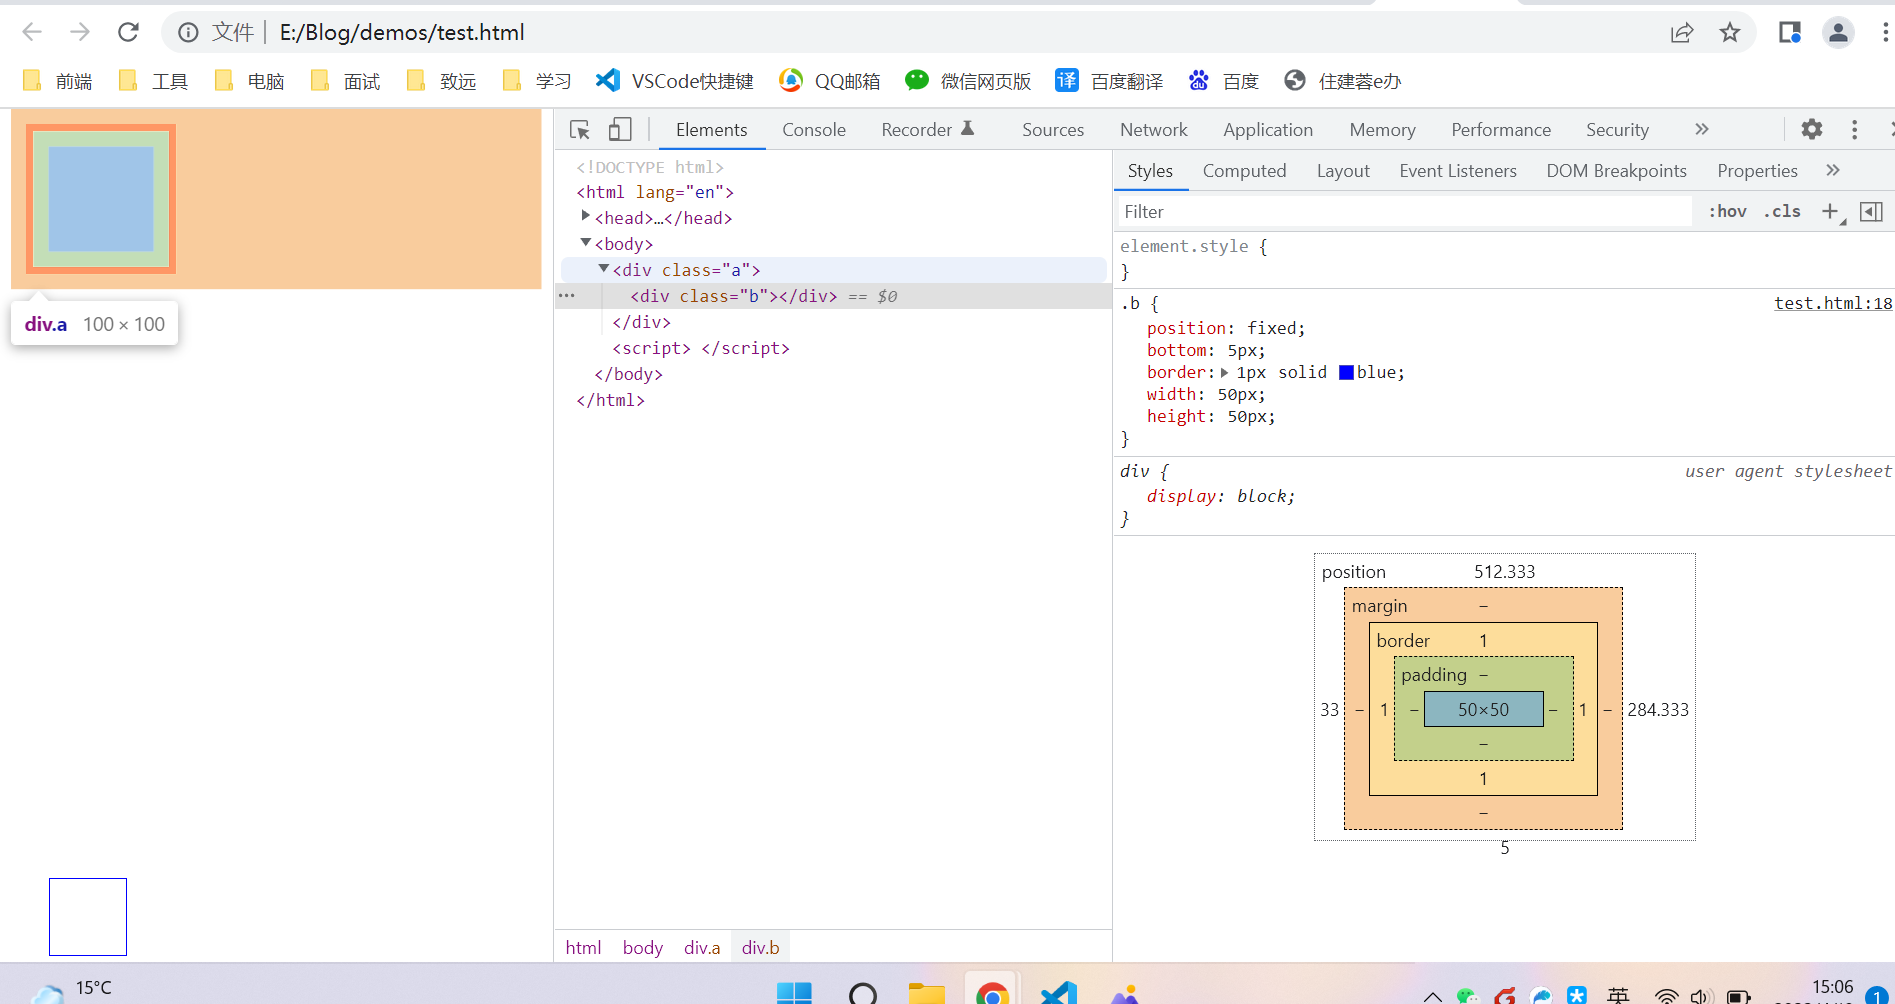 文件 | E:/Blog/demos/test.html
前端 工具 电脑 面试 致远 学习 VSCode快捷键 QQ邮箱 微信网页版 译 百度翻译 百度 住建蓉e办
Elements Console Recorder Sources Network Application Memory Performance Security »
<!DOCTYPE html>
<html lang="en">
<head>…</head>
<body>
<div class="a">
<div class="b"></div> == $0
</div>
<script> </script>
</body>
</html>
div.a 100 × 100
html body div.a div.b
Styles Computed Layout Event Listeners DOM Breakpoints Properties »
Filter :hov .cls +
element.style {
}
.b { test.html:18
position: fixed;
bottom: 5px;
border: 1px solid blue;
width: 50px;
height: 50px;
}
div { user agent stylesheet
display: block;
}
position 512.333
margin –
border 1
padding –
33 – 1 – 50×50 – 1 – 284.333
–
1
–
5
15°C 英 15:06
1